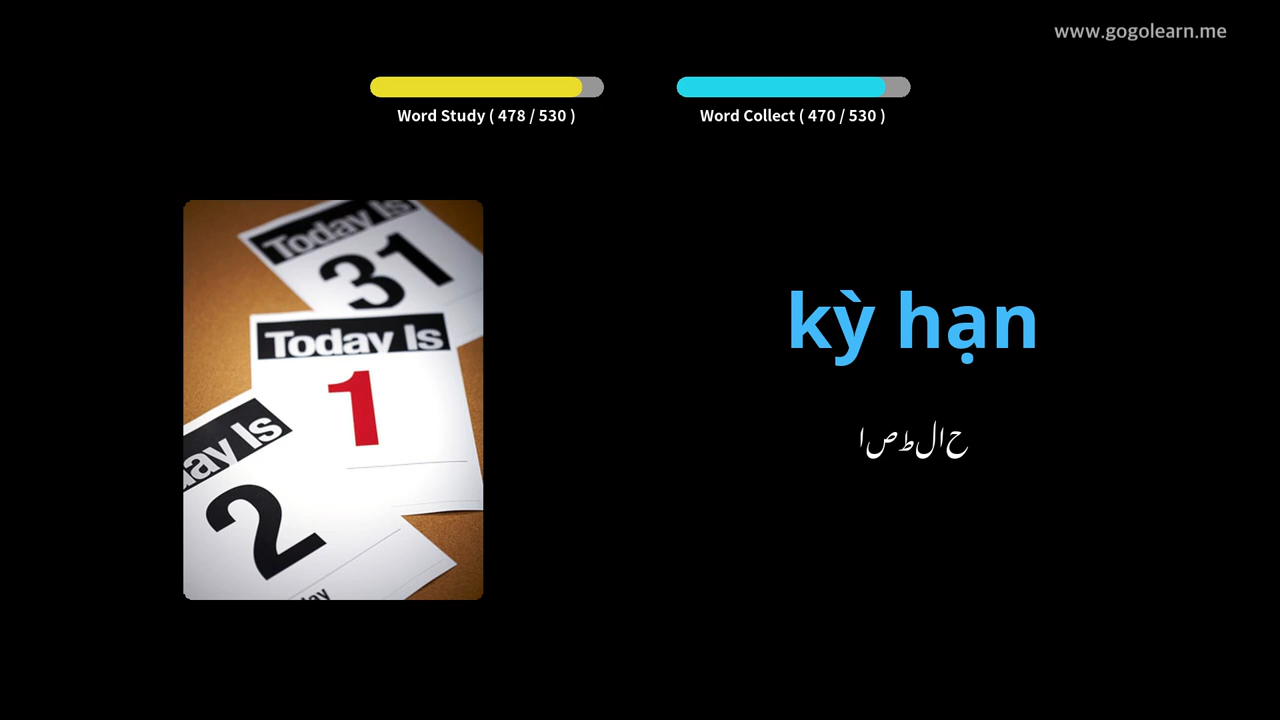 www.gogolearn.me
Word Study ( 478 / 530 )
Word Collect ( 470 / 530 )
Today Is
31
Today Is
1
ay Is
2
day
kỳ hạn
اصطلاح